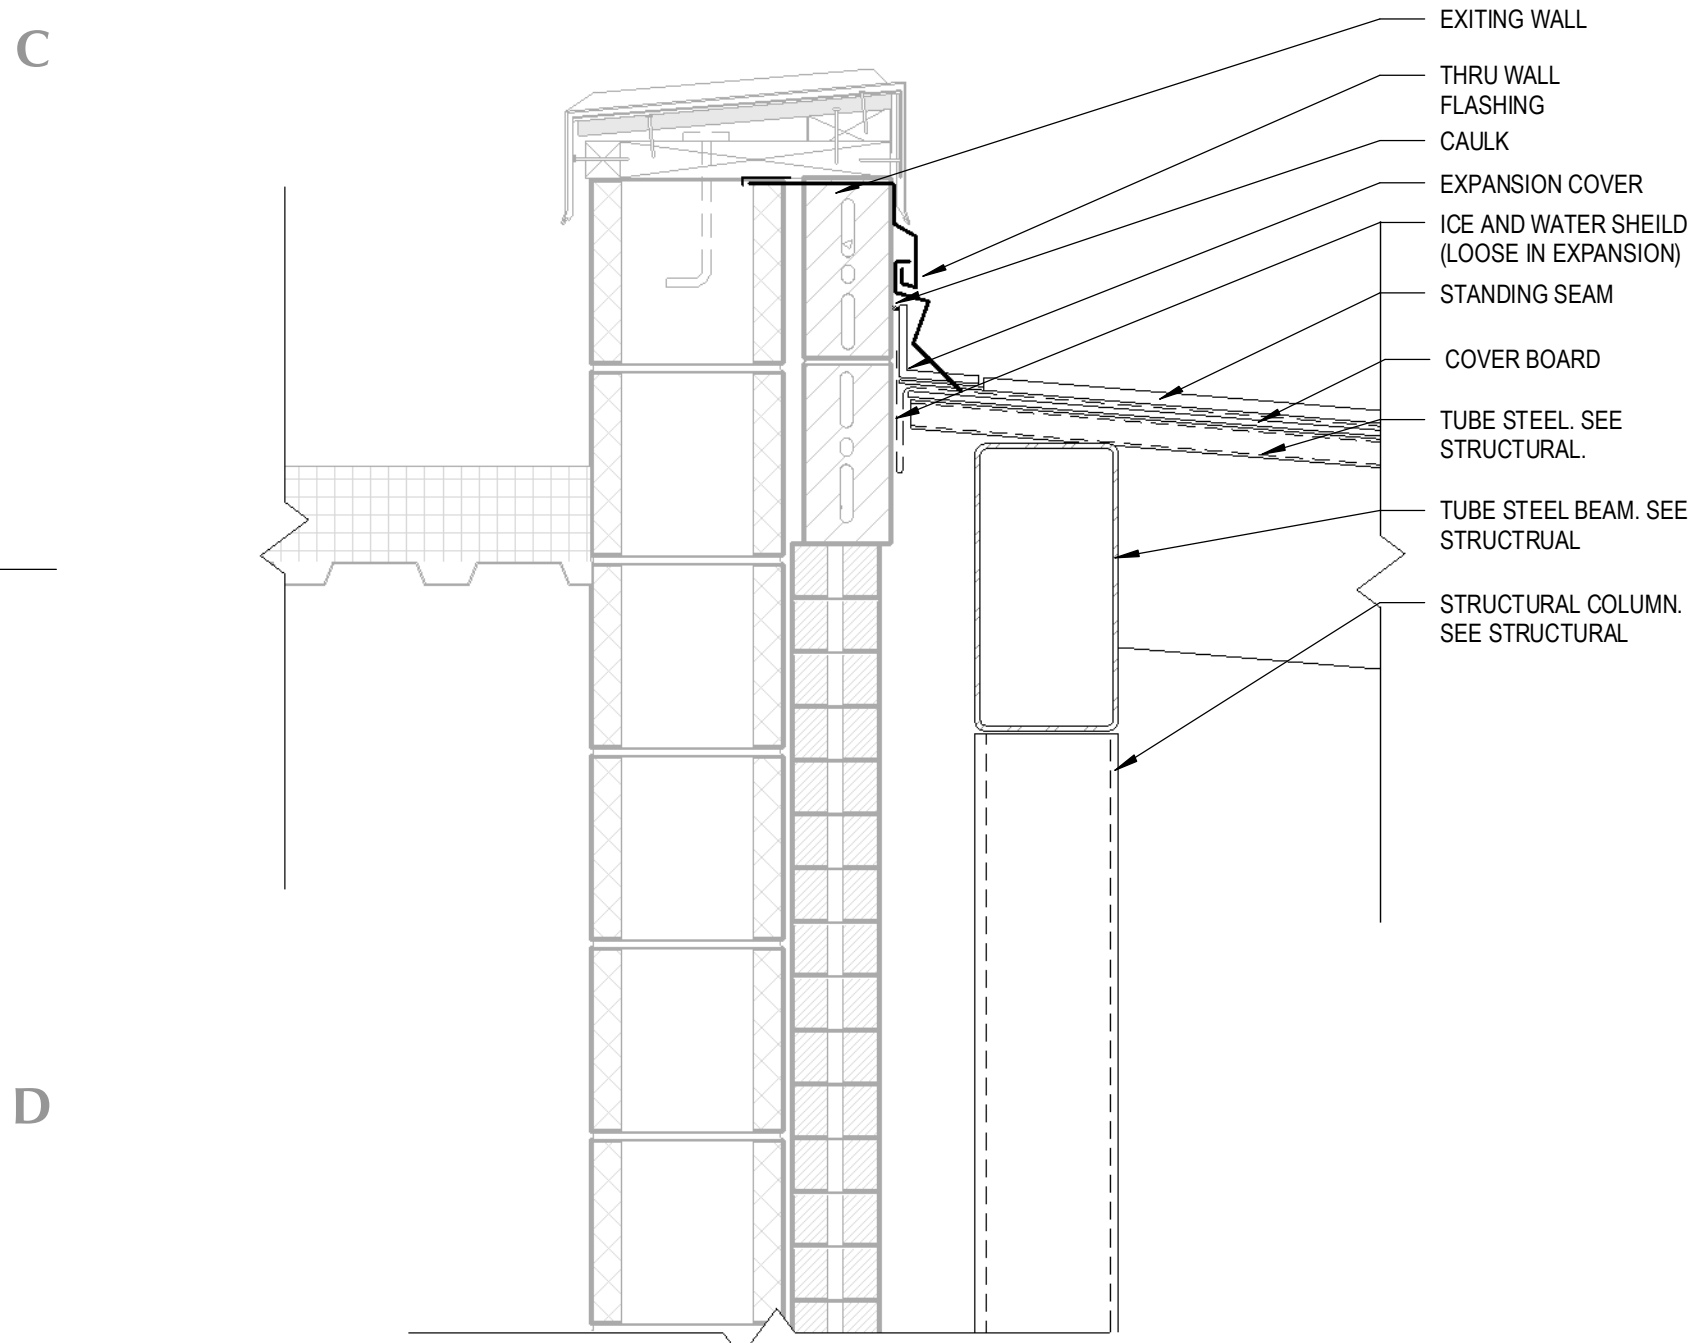 C
EXITING WALL
THRU WALL
FLASHING
CAULK
EXPANSION COVER
ICE AND WATER SHEILD
(LOOSE IN EXPANSION)
STANDING SEAM
COVER BOARD
TUBE STEEL. SEE
STRUCTURAL.
TUBE STEEL BEAM. SEE
STRUCTRUAL
STRUCTURAL COLUMN.
SEE STRUCTURAL
D